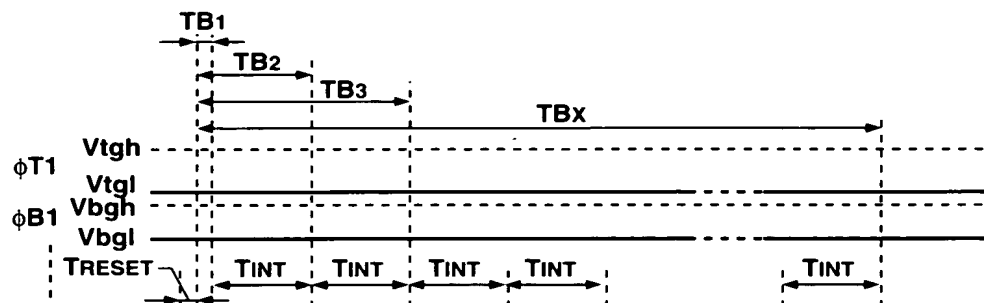 TB1
TB2
TB3
TBX
Vtgh
φT1
Vtgl
Vbgh
φB1
Vbgl
TRESET TINT TINT TINT TINT TINT